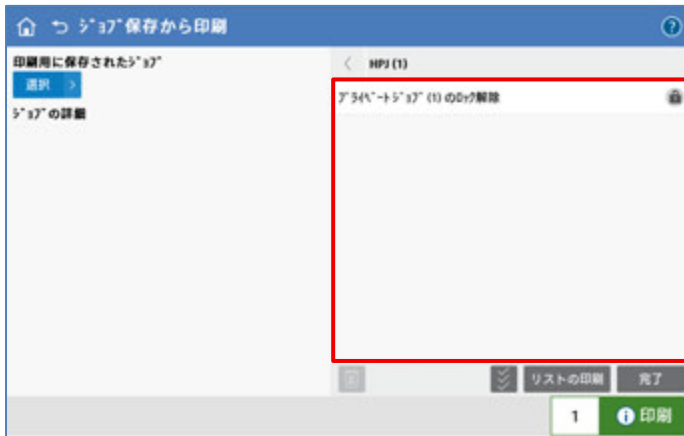 ｼﾞｮﾌﾞ保存から印刷
印刷用に保存されたｼﾞｮﾌﾞ
選択
ｼﾞｮﾌﾞの詳細
HPJ (1)
ﾌﾟﾗｲﾍﾞｰﾄｼﾞｮﾌﾞ (1) のﾛｯｸ解除
リストの印刷
完了
1
印刷